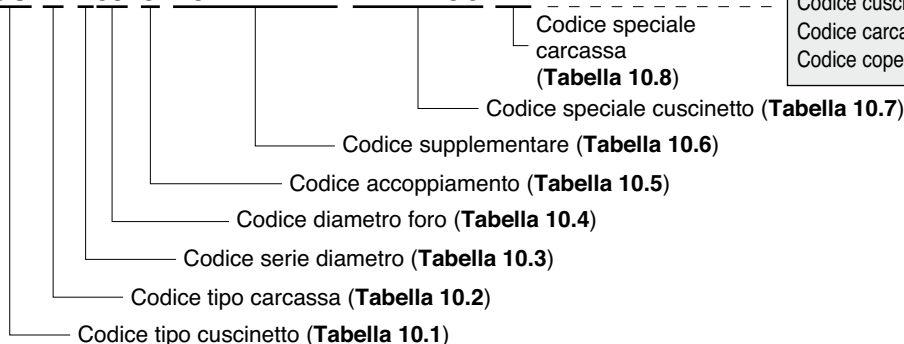 Codice speciale
carcassa
(Tabella 10.8)
Codice
Codice
Codice
Codice speciale cuscinetto (Tabella 10.7)
Codice supplementare (Tabella 10.6)
Codice accoppiamento (Tabella 10.5)
Codice diametro foro (Tabella 10.4)
Codice serie diametro (Tabella 10.3)
Codice tipo carcassa (Tabella 10.2)
Codice tipo cuscinetto (Tabella 10.1)